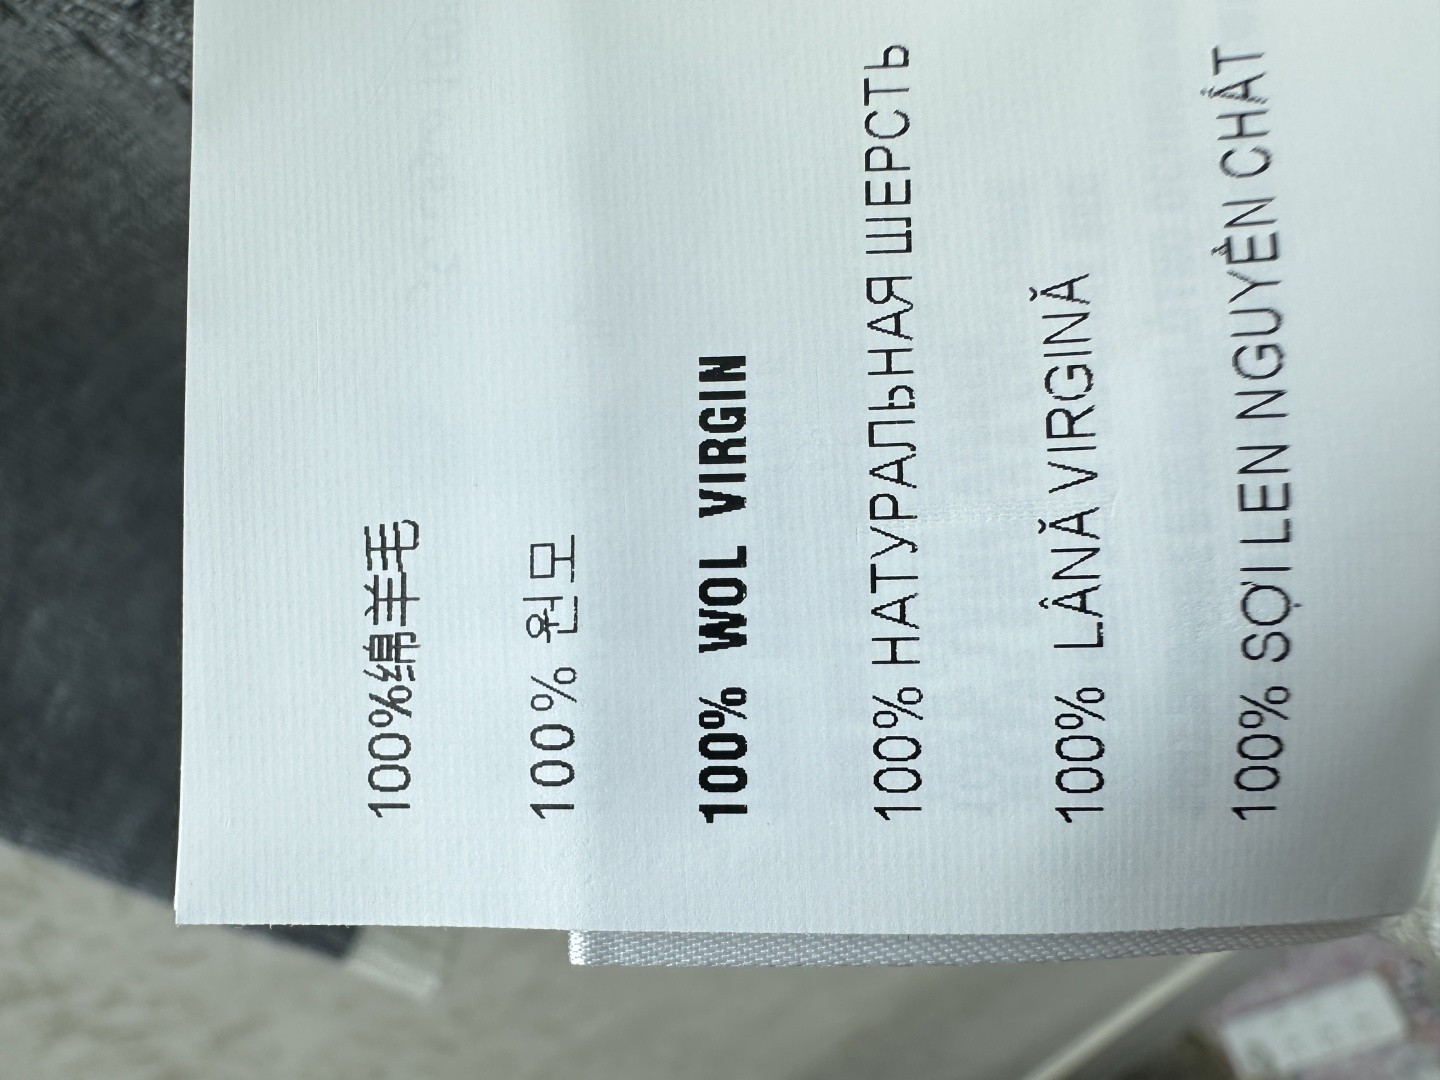 100%绵羊毛
100% 원모
100% WOL VIRGIN
100% НАТУРАЛЬНАЯ ШЕРСТЬ
100% LÂNĂ VIRGINĂ
100% SỢI LEN NGUYÊN CHẤT